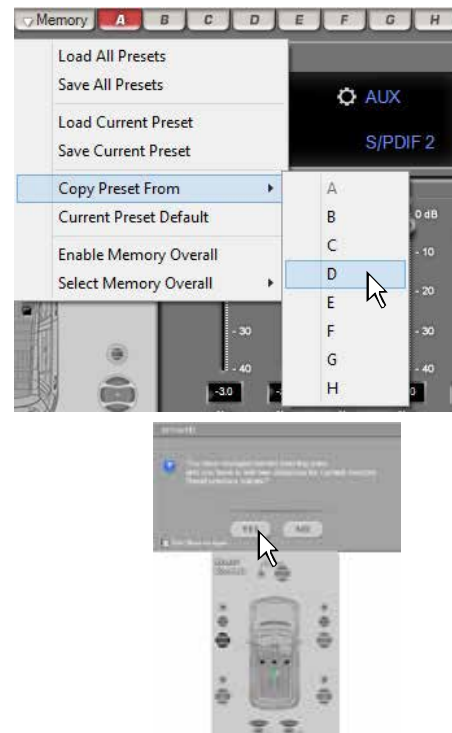 Memory A B C D E F G H
Load All Presets
Save All Presets
Load Current Preset
Save Current Preset
Copy Preset From
Current Preset Default
Enable Memory Overall
Select Memory Overall
AUX
S/PDIF 2
A
B
C
D
E
F
G
H
0 dB
- 10
- 20
- 30
- 40
- 30
- 40
-3.0
YES NO